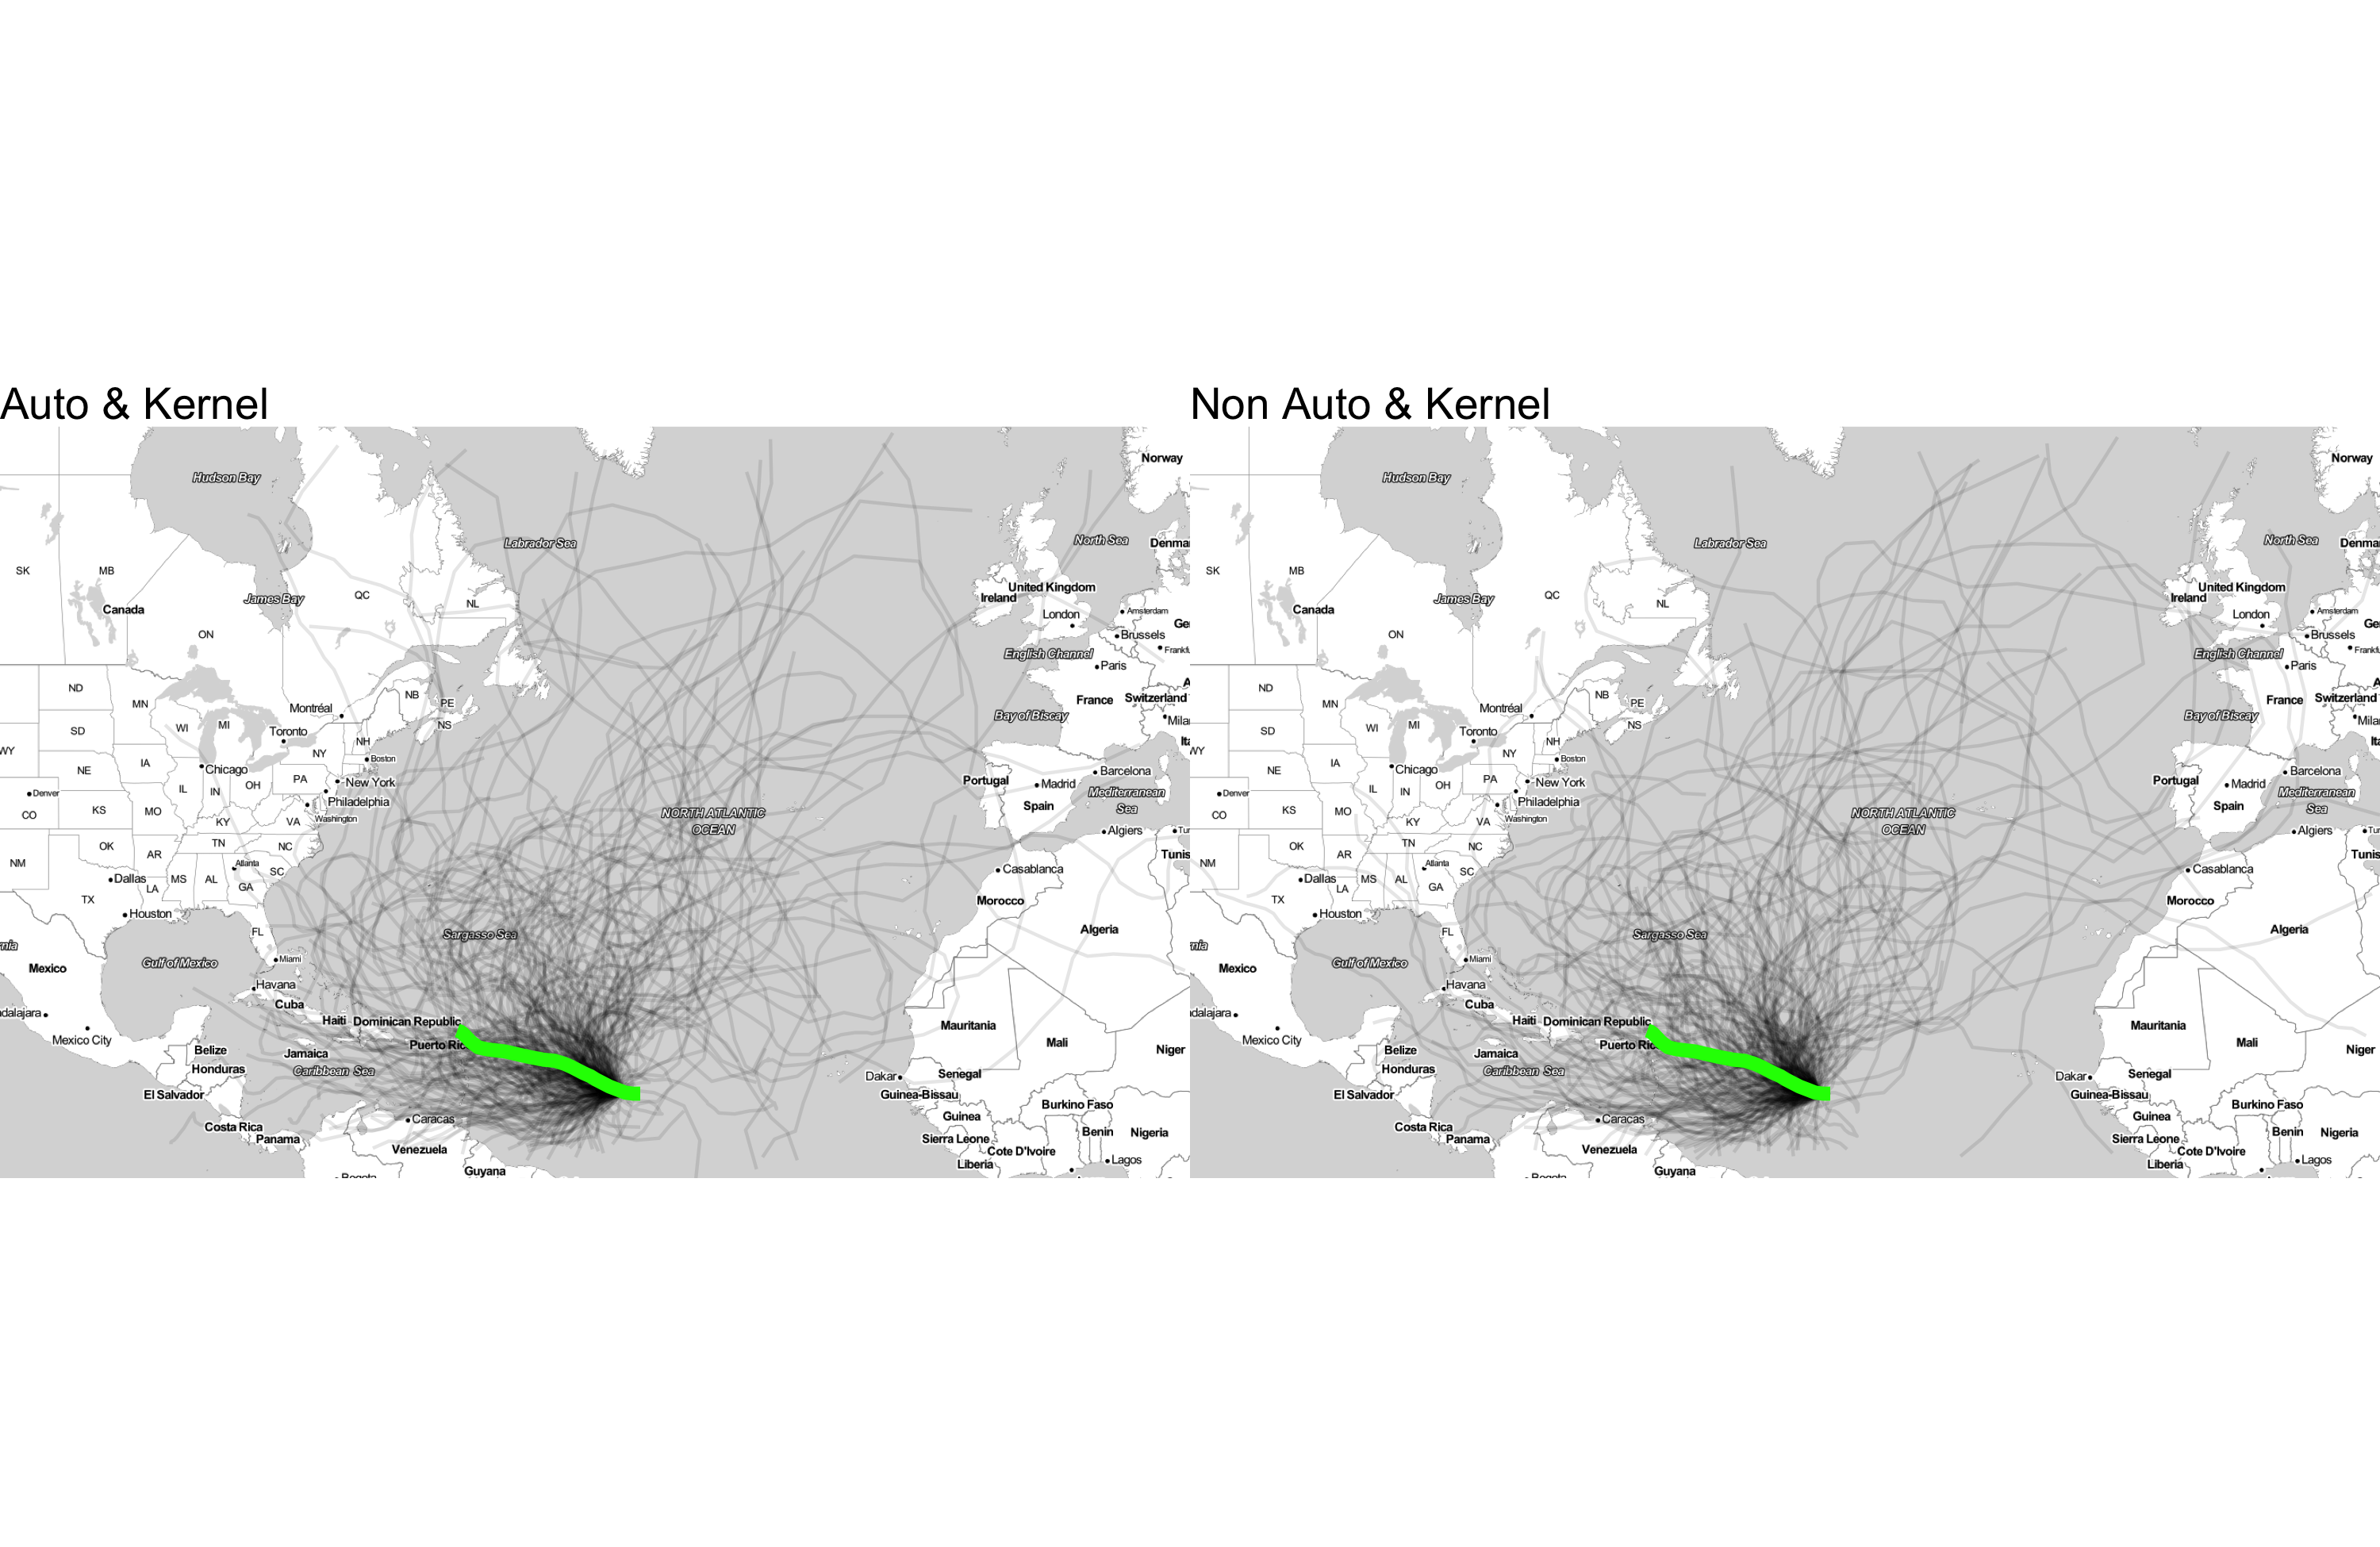 Auto & Kernel
Hudson Bay
Norway
Labrador Sea
North Sea
Denmar
SK
MB
Canada
James Bay
QC
NL
United Kingdom
Ireland
London
Amsterdam
Ge
ON
Brussels
Frankfu
English Channel
Paris
ND
MN
NB
PE
NS
Montréal
France
Switzerland
A
Bay of Biscay
Milan
WI
MI
Toronto
SD
NH
Ita
WY
NY
Boston
IA
NE
Chicago
PA
New York
Barcelona
Portugal
Madrid
Denver
IL
IN
OH
Philadelphia
Mediterranean
Sea
Spain
CO
KS
MO
VA
Washington
NORTH ATLANTIC
OCEAN
KY
Algiers
Tun
OK
TN
NC
AR
Tunis
NM
Atlanta
SC
Casablanca
Dallas
MS
AL
GA
LA
TX
Morocco
Houston
FL
Algeria
Sargasso Sea
rnia
Gulf of Mexico
Miami
Mexico
Havana
Cuba
dalajara
Haiti
Dominican Republic
Mauritania
Mexico City
Puerto Ric
Mali
Belize
Jamaica
Niger
Honduras
Caribbean Sea
Dakar
Senegal
El Salvador
Guinea-Bissau
Burkino Faso
Guinea
Caracas
Costa Rica
Panama
Benin
Nigeria
Sierra Leone
Venezuela
Cote D'Ivoire
Liberia
Lagos
Guyana
Bogota
Non Auto & Kernel
Hudson Bay
Norway
Labrador Sea
North Sea
Denmar
SK
MB
Canada
James Bay
QC
NL
United Kingdom
Ireland
London
Amsterdam
Ge
ON
Brussels
Frankfu
English Channel
Paris
ND
MN
NB
PE
NS
Montréal
France
Switzerland
A
Bay of Biscay
Milan
WI
MI
Toronto
SD
NH
Ita
WY
NY
Boston
IA
NE
Chicago
PA
New York
Barcelona
Portugal
Madrid
Denver
IL
IN
OH
Philadelphia
Mediterranean
Sea
Spain
CO
KS
MO
VA
Washington
NORTH ATLANTIC
OCEAN
KY
Algiers
Tun
OK
TN
NC
AR
Tunis
NM
Atlanta
SC
Casablanca
Dallas
MS
AL
GA
LA
TX
Morocco
Houston
FL
Algeria
Sargasso Sea
nia
Gulf of Mexico
Miami
Mexico
Havana
Cuba
dalajara
Haiti
Dominican Republic
Mauritania
Mexico City
Puerto Ric
Mali
Belize
Jamaica
Niger
Honduras
Caribbean Sea
Dakar
Senegal
El Salvador
Guinea-Bissau
Burkino Faso
Guinea
Caracas
Costa Rica
Panama
Benin
Nigeria
Sierra Leone
Venezuela
Cote D'Ivoire
Liberia
Lagos
Guyana
Bogota